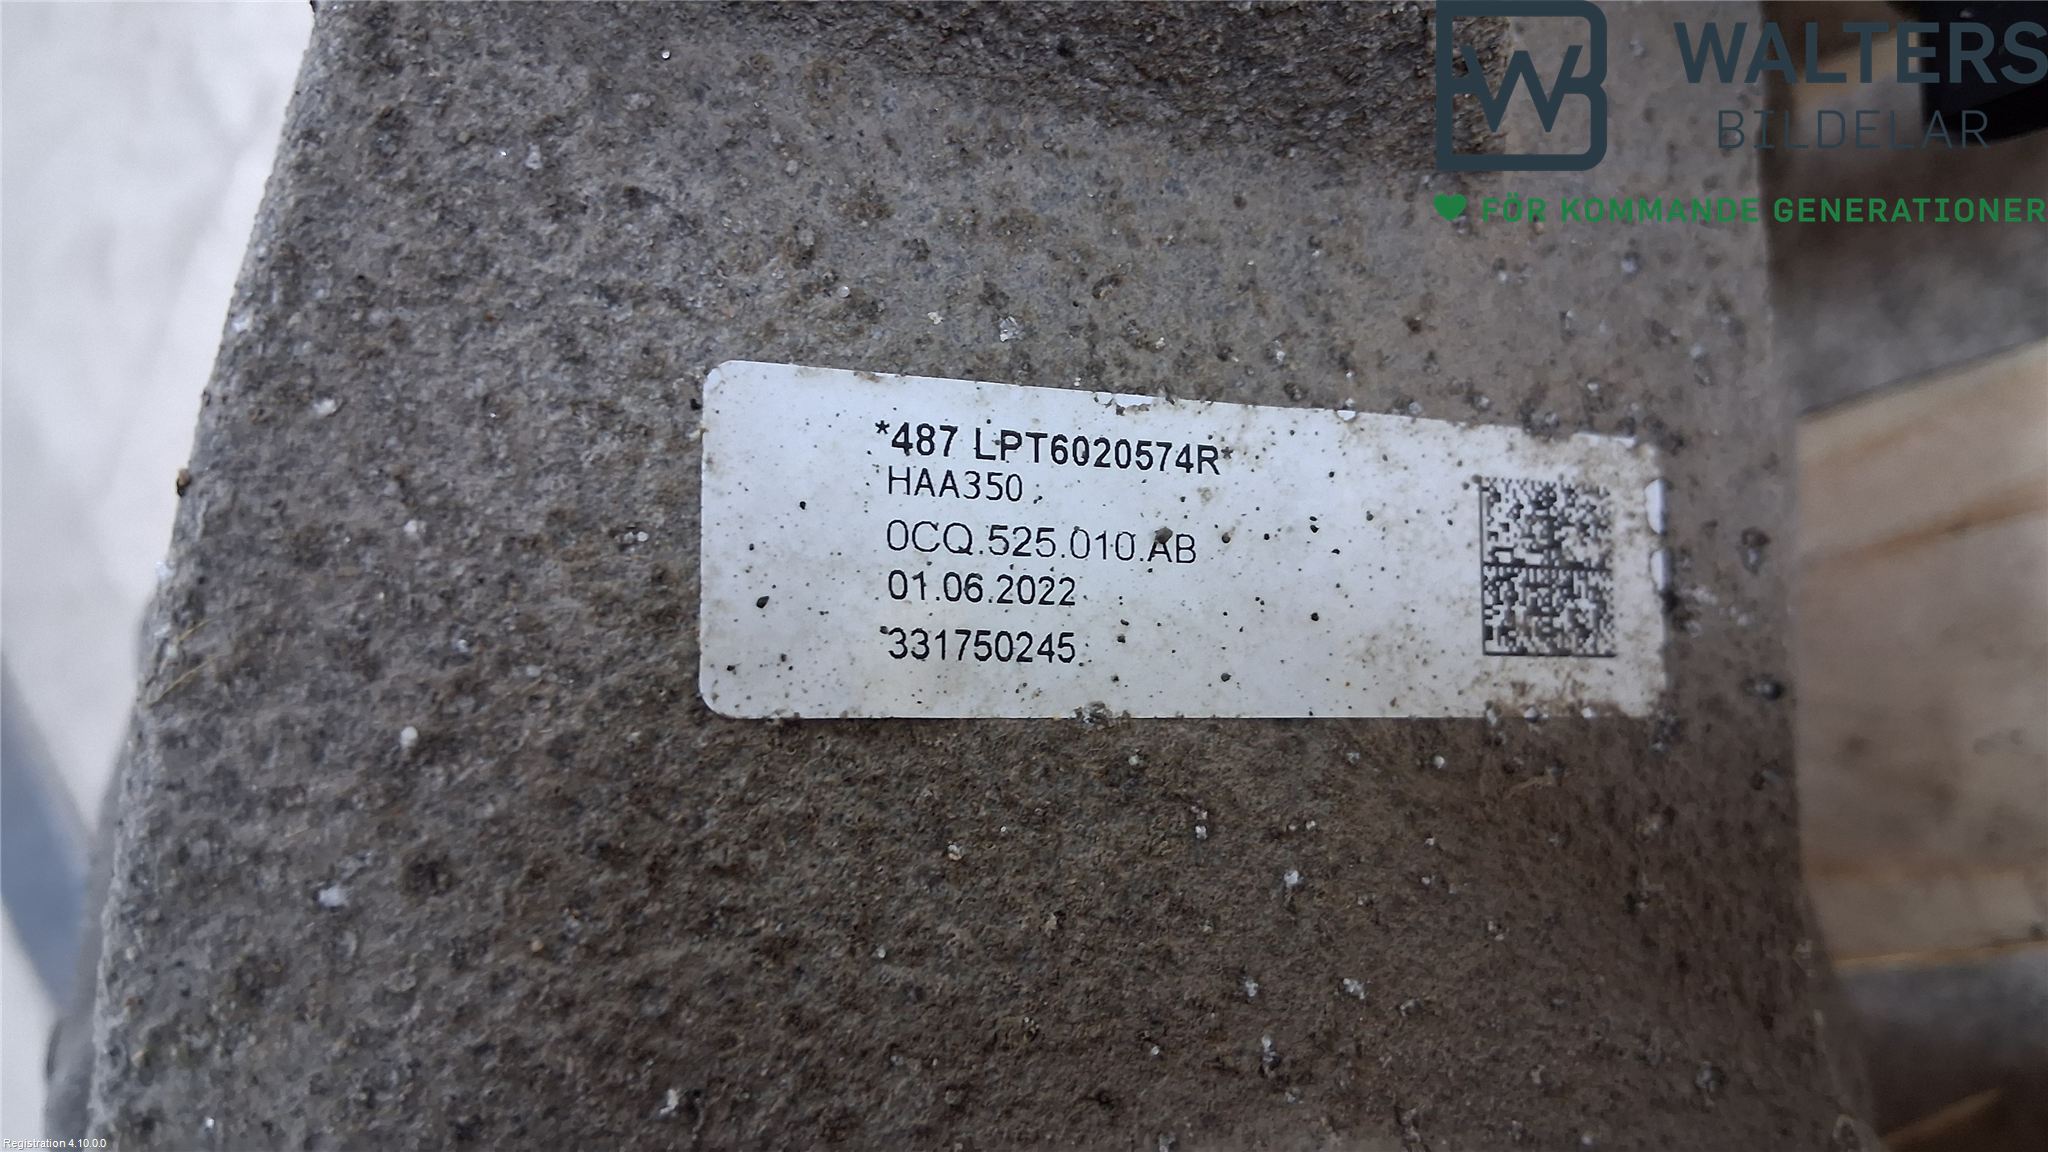 WALTERS
BILDELAR
FÖR KOMMANDE GENERATIONER
*487 LPT6020574R*
HAA350
0CQ.525.010.AB
01.06.2022
*331750245
Registration 4.10.0.0